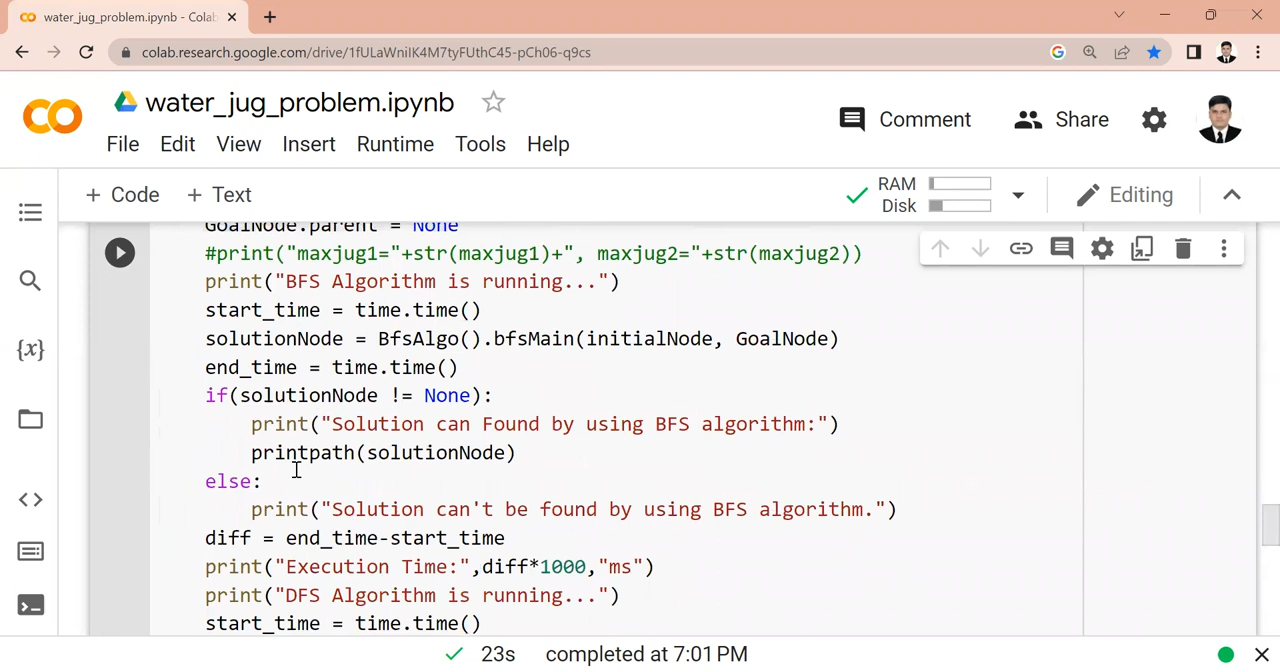 water_jug_problem.ipynb - Colab
colab.research.google.com/drive/1fULaWniIK4M7tyFUthC45-pCh06-q9cs
water_jug_problem.ipynb
Comment
Share
File Edit View Insert Runtime Tools Help
+ Code + Text
RAM
Disk
Editing
GoalNode.parent = None
#print("maxjug1="+str(maxjug1)+", maxjug2="+str(maxjug2))
print("BFS Algorithm is running...")
start_time = time.time()
solutionNode = BfsAlgo().bfsMain(initialNode, GoalNode)
end_time = time.time()
if(solutionNode != None):
print("Solution can Found by using BFS algorithm:")
printpath(solutionNode)
else:
print("Solution can't be found by using BFS algorithm.")
diff = end_time-start_time
print("Execution Time:",diff*1000,"ms")
print("DFS Algorithm is running...")
start_time = time.time()
23s completed at 7:01 PM